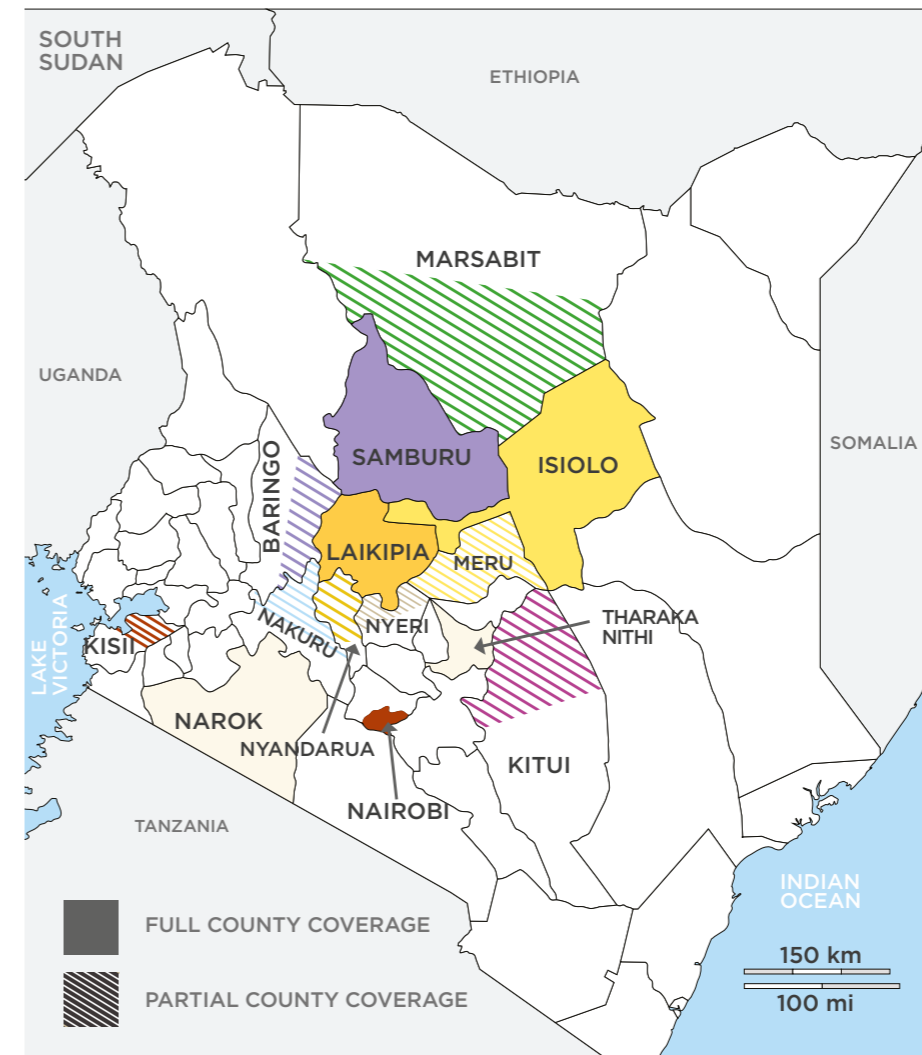 SOUTH
SUDAN
ETHIOPIA
MARSABIT
UGANDA
SOMALIA
SAMBURU
ISIOLO
BARINGO
LAIKIPIA
MERU
THARAKA
NITHI
NYERI
NAKURU
KISII
LAKE
VICTORIA
NAROK
NYANDARUA
KITUI
NAIROBI
TANZANIA
INDIAN
OCEAN
FULL COUNTY COVERAGE
150 km
PARTIAL COUNTY COVERAGE
100 mi